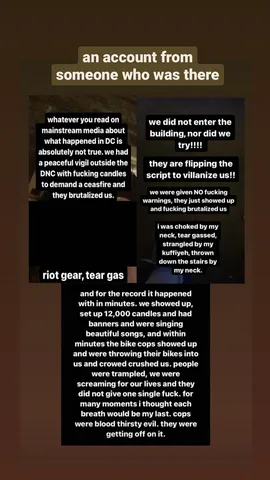 an account from
someone who was there
whatever you read on
mainstream media about
what happened in DC is
absolutely not true. we had
a peaceful vigil outside the
DNC with fucking candles
to demand a ceasfire and
they brutalized us.
riot gear, tear gas
we did not enter the
building, nor did we
try!!!!
they are flipping the
script to villanize us!!
we were given NO fucking
warnings, they just showed up
and fucking brutalized us
i was choked by my
neck, tear gassed,
strangled by my
kuffiyeh, thrown
down the stairs by
my neck.
and for the record it happened
with in minutes. we showed up,
set up 12,000 candles and had
banners and were singing
beautiful songs, and within
minutes the bike cops showed up
and were throwing their bikes into
us and crowed crushed us. people
were trampled, we were
screaming for our lives and they
did not give one single fuck. for
many moments i thought each
breath would be my last. cops
were blood thirsty evil. they were
getting off on it.